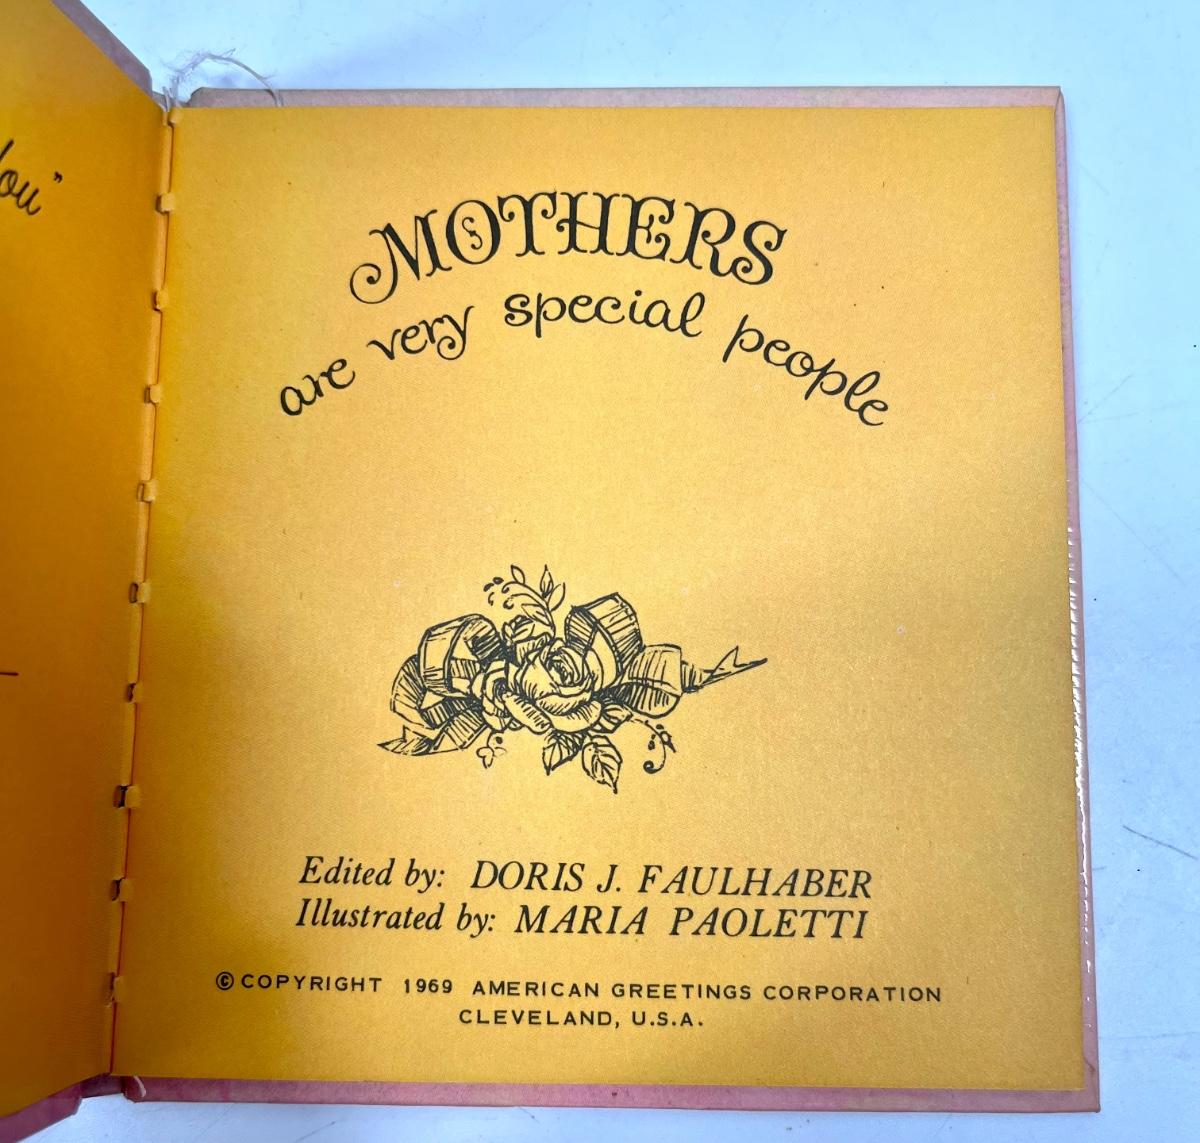 MOTHERS
are very special people
Edited by: DORIS J. FAULHABER
Illustrated by: MARIA PAOLETTI
© COPYRIGHT 1969 AMERICAN GREETINGS CORPORATION
CLEVELAND, U.S.A.